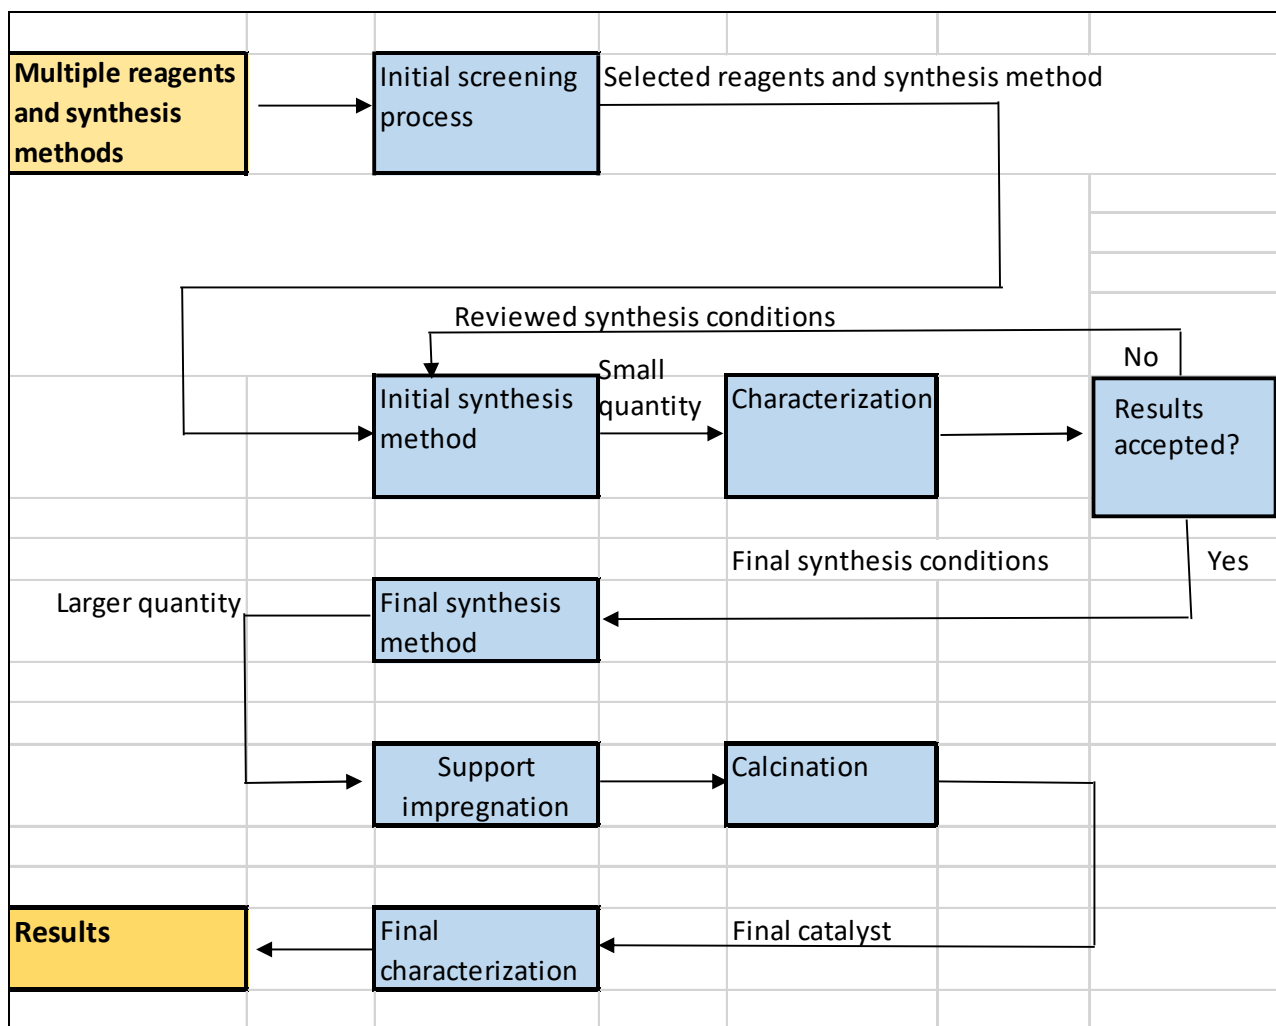 Multiple reagents
and synthesis
methods
Initial screening
process
Selected reagents and synthesis method
Reviewed synthesis conditions
No
Initial synthesis
method
Small
quantity
Characterization
Results
accepted?
Final synthesis conditions
Yes
Larger quantity
Final synthesis
method
Support
impregnation
Calcination
Results
Final
characterization
Final catalyst